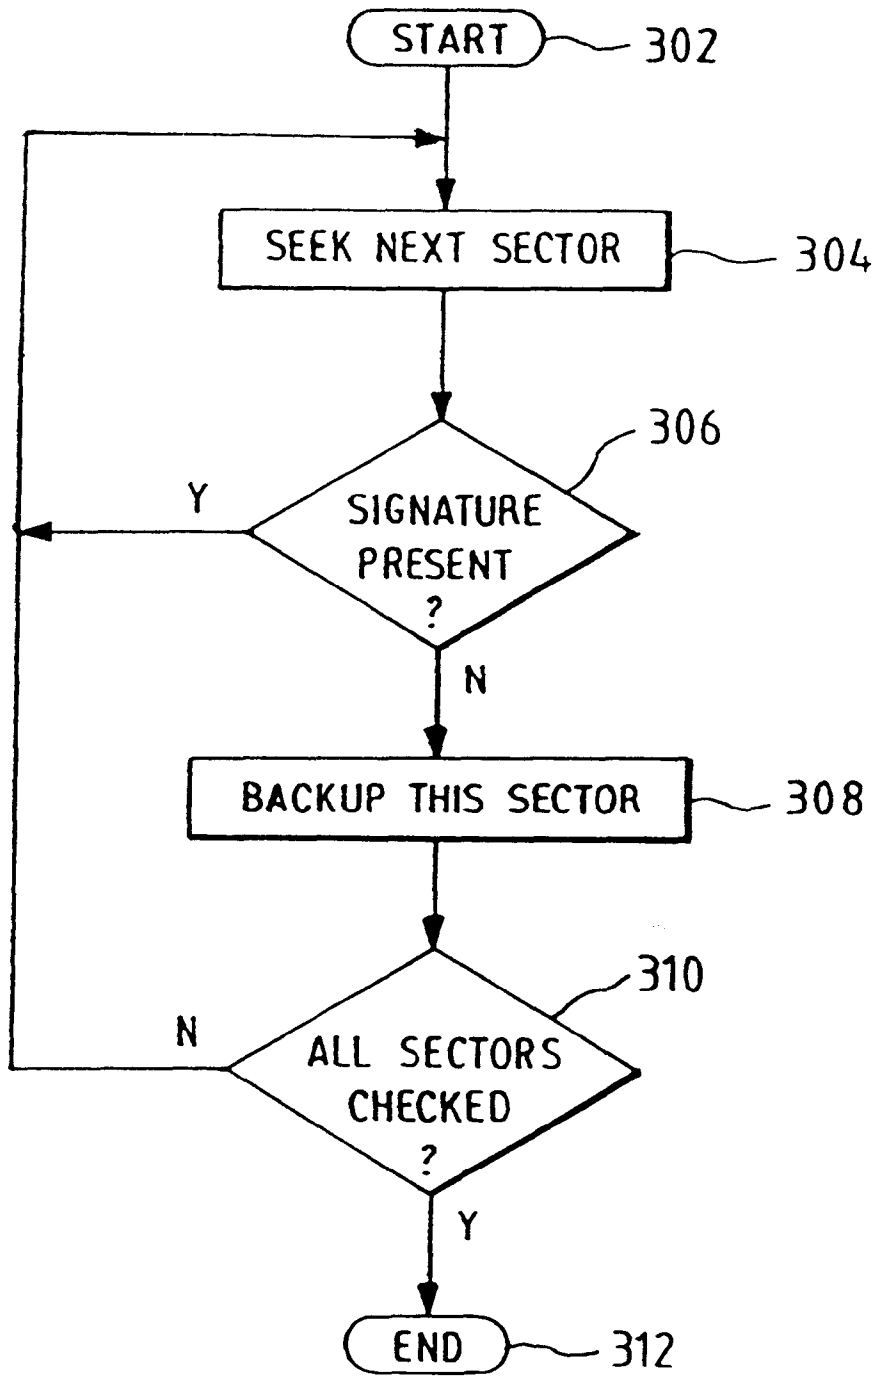 START 302
SEEK NEXT SECTOR 304
306
Y
SIGNATURE
PRESENT
?
N
BACKUP THIS SECTOR 308
310
N
ALL SECTORS
CHECKED
?
Y
END 312